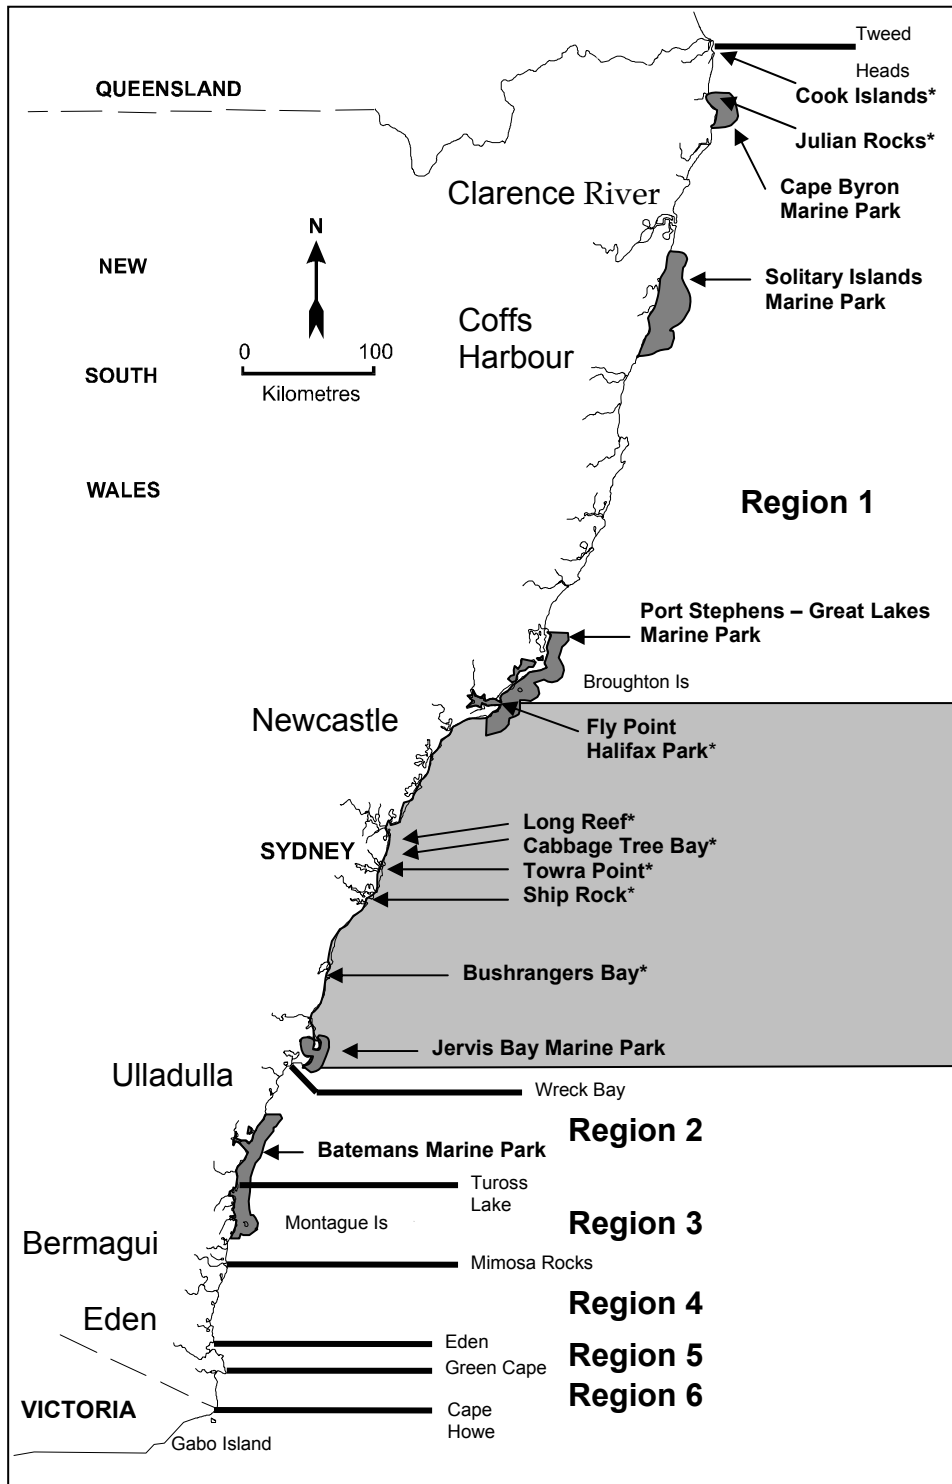 Tweed
Heads
Cook Islands*
QUEENSLAND
Julian Rocks*
Cape Byron
Marine Park
Clarence River
N
NEW
Solitary Islands
Marine Park
Coffs
Harbour
0 100
Kilometres
SOUTH
WALES
Region 1
Port Stephens – Great Lakes
Marine Park
Broughton Is
Newcastle
Fly Point
Halifax Park*
Long Reef*
Cabbage Tree Bay*
SYDNEY
Towra Point*
Ship Rock*
Bushrangers Bay*
Jervis Bay Marine Park
Ulladulla
Wreck Bay
Region 2
Batemans Marine Park
Tuross
Lake
Montague Is
Region 3
Bermagui
Mimosa Rocks
Region 4
Eden
Eden
Region 5
Green Cape
Region 6
VICTORIA
Cape
Howe
Gabo Island